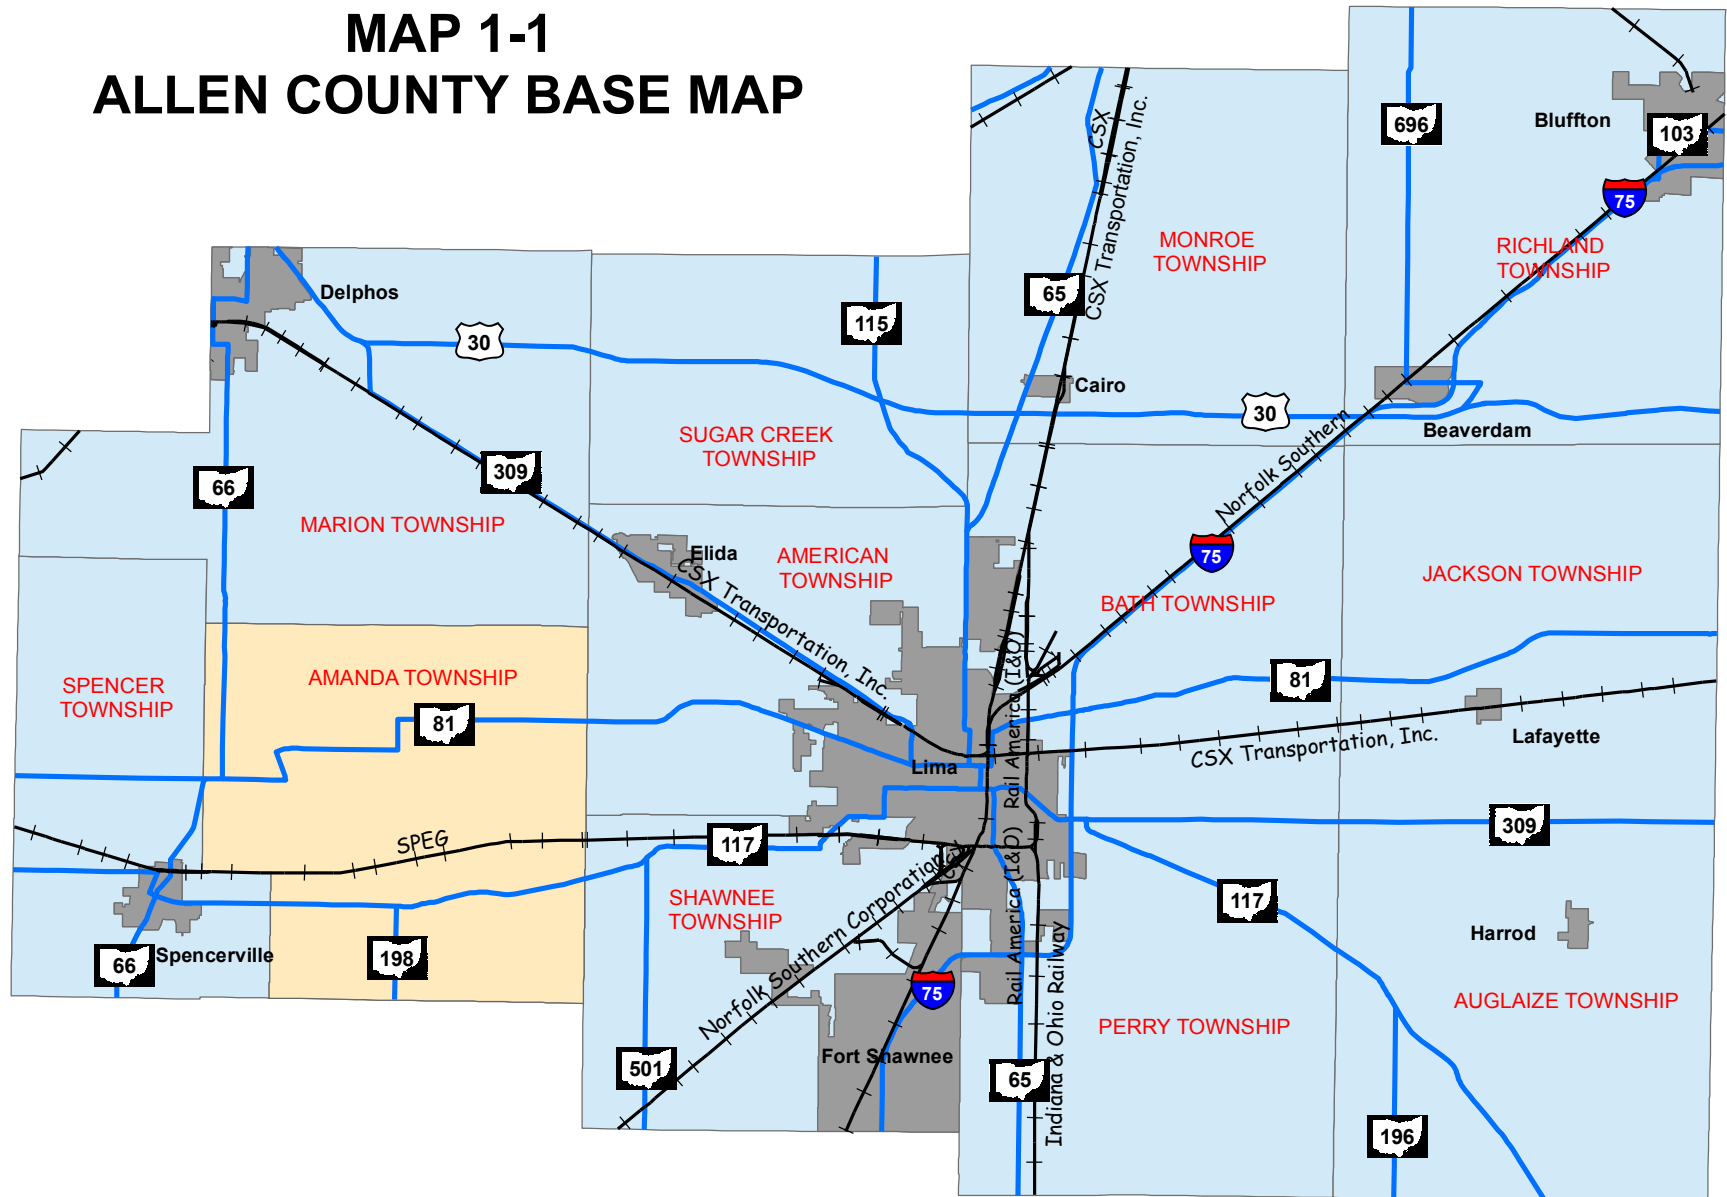 MAP 1-1
ALLEN COUNTY BASE MAP
696
Bluffton
103
75
CSX
CSX Transportation, Inc.
MONROE
TOWNSHIP
RICHLAND
TOWNSHIP
Delphos
65
115
30
Cairo
30
Beaverdam
SUGAR CREEK
TOWNSHIP
309
66
Norfolk Southern
MARION TOWNSHIP
Elida
AMERICAN
TOWNSHIP
75
JACKSON TOWNSHIP
CSX Transportation, Inc.
BATH TOWNSHIP
SPENCER
TOWNSHIP
AMANDA TOWNSHIP
81
81
Rail America (I&O)
CSX Transportation, Inc.
Lafayette
Lima
SPEG
117
309
SHAWNEE
TOWNSHIP
Norfolk Southern Corporation
Rail America (I&O)
117
Harrod
66
Spencerville
198
75
Indiana & Ohio Railway
AUGLAIZE TOWNSHIP
PERRY TOWNSHIP
Fort Shawnee
501
65
196